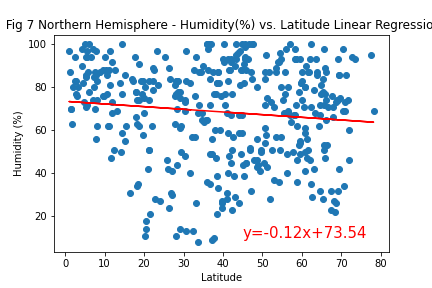 Fig 7 Northern Hemisphere - Humidity(%) vs. Latitude Linear Regressio
100
80
60
40
20
Humidity (%)
y=-0.12x+73.54
0 10 20 30 40 50 60 70 80
Latitude